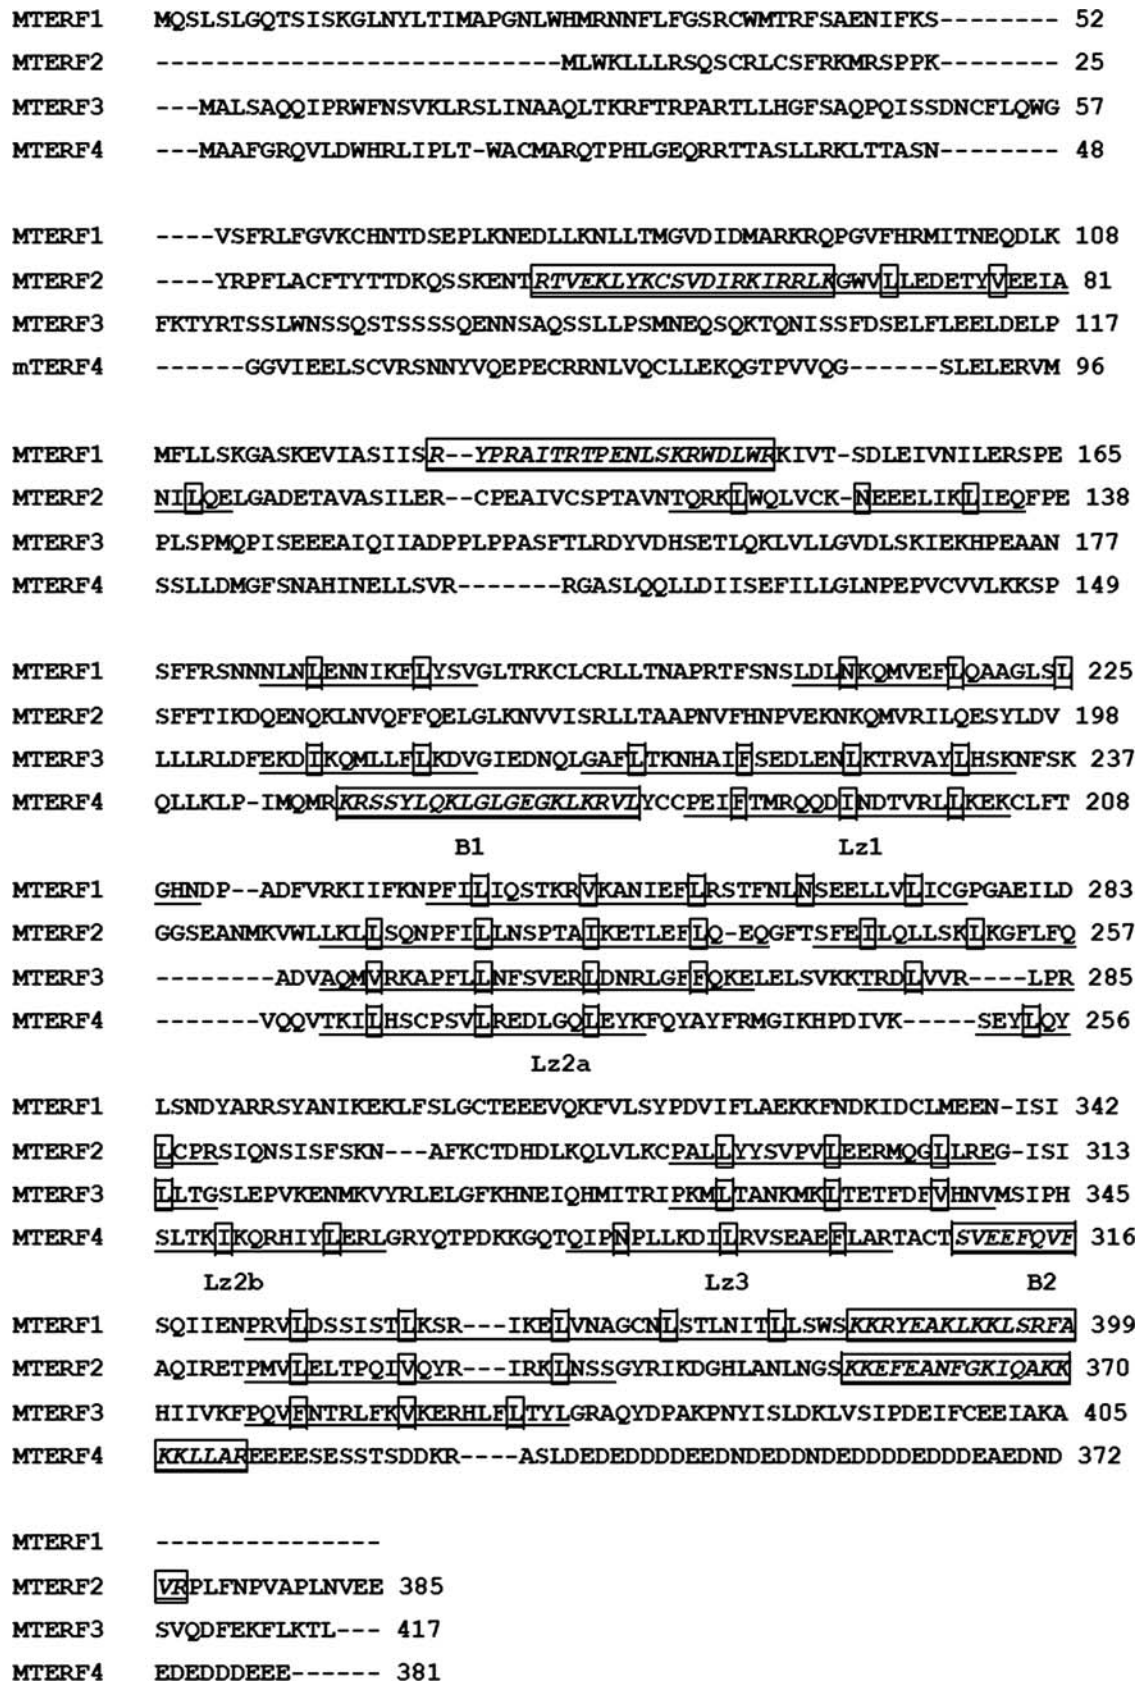 MTERF1 MQSLSLGQTSISKGLNYLTIMAPGNLWHMRNNFLFGSRCWMTRFSAENIFKS-------- 52
MTERF2 ---------------------------MLWKLLLRSQSCRLCSFRKMRSPPK-------- 25
MTERF3 ---MALSAQQIPRWFNSVKLRSLINAAQLTKRFTRPARTLLHGFSAQPQISSDNCFLQWG 57
MTERF4 ---MAAFGRQVLDWHRLIPLT-WACMARQTPHLGEQRRTTASLLRKLTTASN-------- 48
MTERF1 ----VSFRLFGVKCHNTDSEPLKNEDLLKNLLTMGVDIDMARKRQPGVFHRMITNEQDLK 108
MTERF2 ----YRPFLACFTYTTDKQSSKENTRTVEKLYKCSVDIRKIRRLKGWVLLEDETYVEEIA 81
MTERF3 FKTYRTSSLWNSSQSTSSSSQENNSAQSSLLPSMNEQSQKTQNISSFDSELFLEELDELP 117
mTERF4 ------GGVIEELSCVRSNNYVQEPECRRNLVQCLLEKQGTPVVQG------SLELERVM 96
MTERF1 MFLLSKGASKEVIASIISR--YPRAITRTPENLSKRWDLWRKIVT-SDLEIVNILERSPE 165
MTERF2 NILQELGADETAVASILER--CPEAIVCSPTAVNTQRKLWQLVCK-NEEELIKLIEQFPE 138
MTERF3 PLSPMQPISEEEAIQIIADPPLPPASFTLRDYVDHSETLQKLVLLGVDLSKIEKHPEAAN 177
MTERF4 SSLLDMGFSNAHINELLSVR-------RGASLQQLLDIISEFILLGLNPEPVCVVLKKSP 149
MTERF1 SFFRSNNNLNLENNIKFLYSVGLTRKCLCRLLTNAPRTFSNSLDLNKQMVEFLQAAGLSL 225
MTERF2 SFFTIKDQENQKLNVQFFQELGLKNVVISRLLTAAPNVFHNPVEKNKQMVRILQESYLDV 198
MTERF3 LLLRLDFEKDIKQMLLFLKDVGIEDNQLGAFLTKNHAIFSEDLENLKTRVAYLHSKNFSK 237
MTERF4 QLLKLP-IMQMRKRSSYLQKLGLGEGKLKRVLYCCPEIFTMRQQDINDTVRLLKEKCLFT 208
B1 Lz1
MTERF1 GHNDP--ADFVRKIIFKNPFILIQSTKRVKANIEFLRSTFNLNSEELLVLICGPGAEILD 283
MTERF2 GGSEANMKVWLLKLLSQNPFILLNSPTAIKETLEFLQ-EQGFTSFEILQLLSKLKGFLFQ 257
MTERF3 --------ADVAQMVRKAPFLLNFSVERLDNRLGFFQKELELSVKKTRDLVVR----LPR 285
MTERF4 -------VQQVTKILHSCPSVLREDLGQLEYKFQYAYFRMGIKHPDIVK-----SEYLQY 256
Lz2a
MTERF1 LSNDYARRSYANIKEKLFSLGCTEEEVQKFVLSYPDVIFLAEKKFNDKIDCLMEEN-ISI 342
MTERF2 LCPRSIQNSISFSKN---AFKCTDHDLKQLVLKCPALLYYSVPVLEERMQGLLREG-ISI 313
MTERF3 LLTGSLEPVKENMKVYRLELGFKHNEIQHMITRIPKMLTANKMKLTETFDFVHNVMSIPH 345
MTERF4 SLTKIKQRHIYLERLGRYQTPDKKGQTQIPNPLLKDILRVSEAEFLARTACTSVEEFQVF 316
Lz2b Lz3 B2
MTERF1 SQIIENPRVLDSSISTLKSR---IKELVNAGCNLSTLNITLLSWSKKRYEAKLKKLSRFA 399
MTERF2 AQIRETPMVLELTPQIVQYR---IRKLNSSGYRIKDGHLANLNGSKKEFEANFGKIQAKK 370
MTERF3 HIIVKFPQVFNTRLFKVKERHLFLTYLGRAQYDPAKPNYISLDKLVSIPDEIFCEEIAKA 405
MTERF4 KKLLAREEEESESSTSDDKR----ASLDEDEDDDDEEDNDEDDNDEDDDDEDDDEAEDND 372
MTERF1 ---------------
MTERF2 VRPLFNPVAPLNVEE 385
MTERF3 SVQDFEKFLKTL--- 417
MTERF4 EDEDDDEEE------ 381